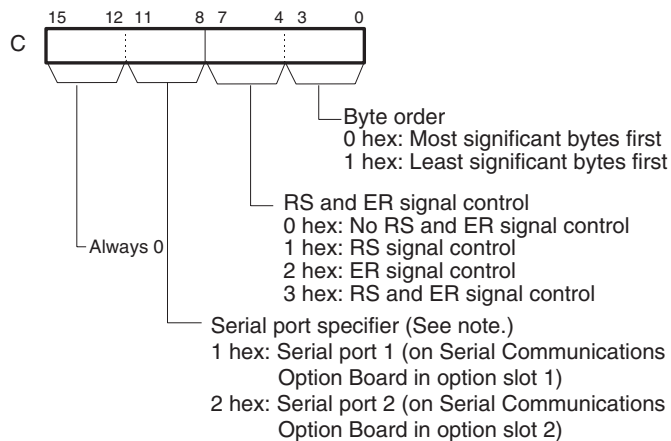 15 12 11 8 7 4 3 0
C
Byte order
0 hex: Most significant bytes first
1 hex: Least significant bytes first
RS and ER signal control
0 hex: No RS and ER signal control
1 hex: RS signal control
2 hex: ER signal control
3 hex: RS and ER signal control
Always 0
Serial port specifier (See note.)
1 hex: Serial port 1 (on Serial Communications
Option Board in option slot 1)
2 hex: Serial port 2 (on Serial Communications
Option Board in option slot 2)